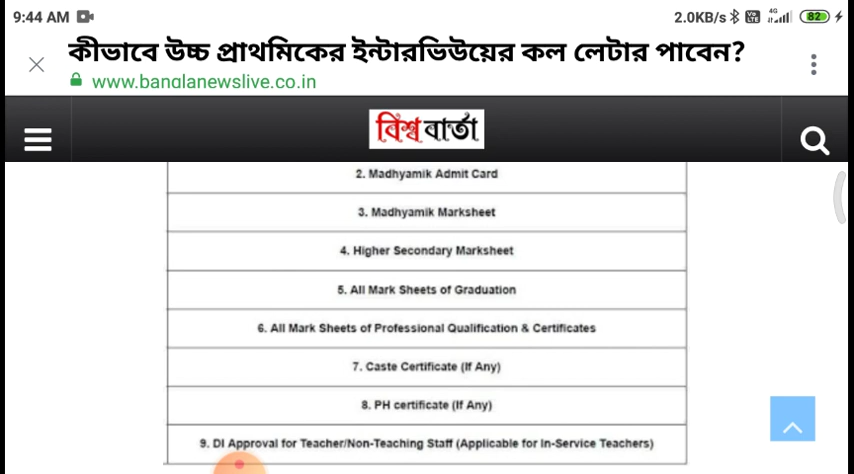 9:44 AM
2.0KB/s 4G 82
কীভাবে উচ্চ প্রাথমিকের ইন্টারভিউয়ের কল লেটার পাবেন?
www.banglanewslive.co.in
বিশ্ব বার্তা
2. Madhyamik Admit Card
3. Madhyamik Marksheet
4. Higher Secondary Marksheet
5. All Mark Sheets of Graduation
6. All Mark Sheets of Professional Qualification & Certificates
7. Caste Certificate (If Any)
8. PH certificate (If Any)
9. DI Approval for Teacher/Non-Teaching Staff (Applicable for In-Service Teachers)